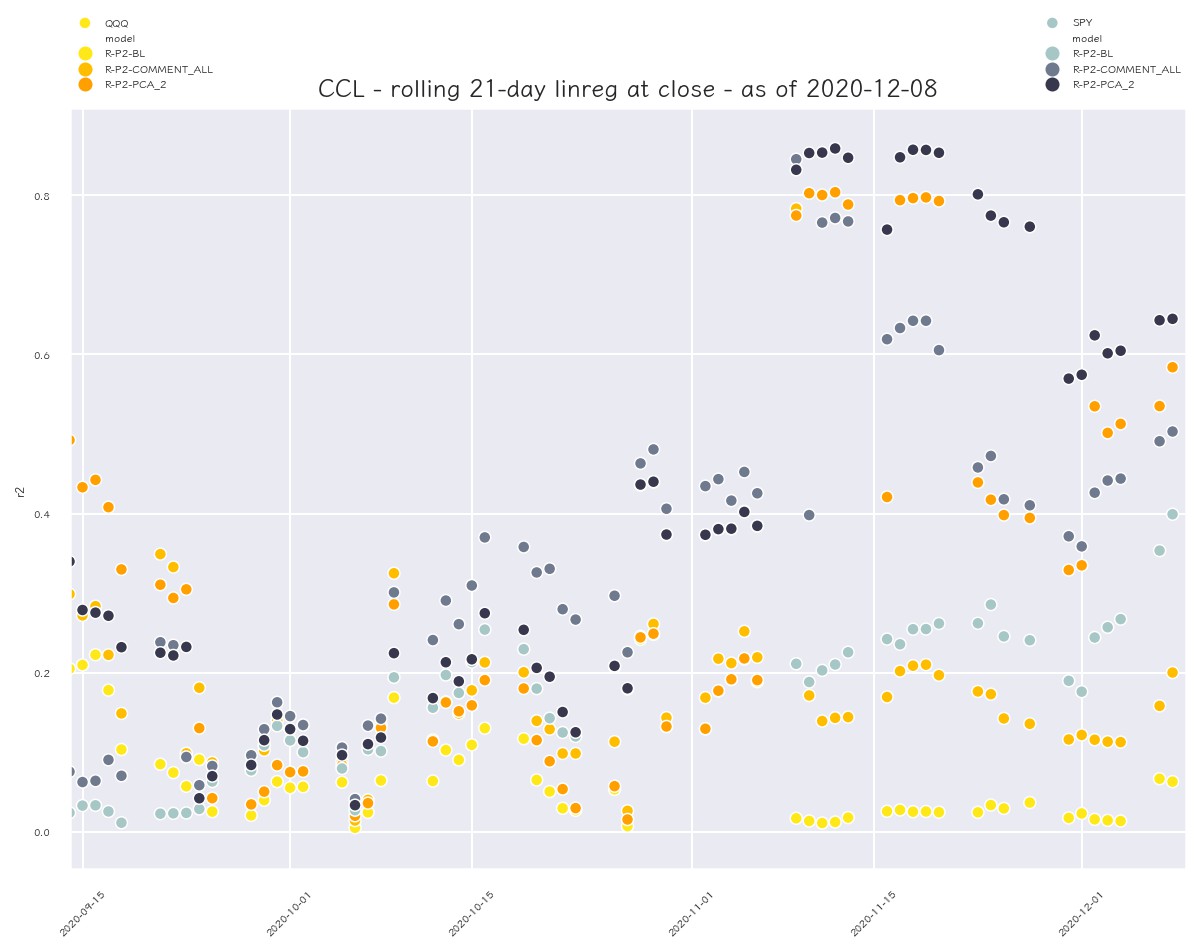 QQQ
model
R-P2-BL
R-P2-COMMENT_ALL
R-P2-PCA_2
SPY
model
R-P2-BL
R-P2-COMMENT_ALL
R-P2-PCA_2
CCL - rolling 21-day linreg at close - as of 2020-12-08
r2
0.8
0.6
0.4
0.2
0.0
2020-09-15
2020-10-01
2020-10-15
2020-11-01
2020-11-15
2020-12-01